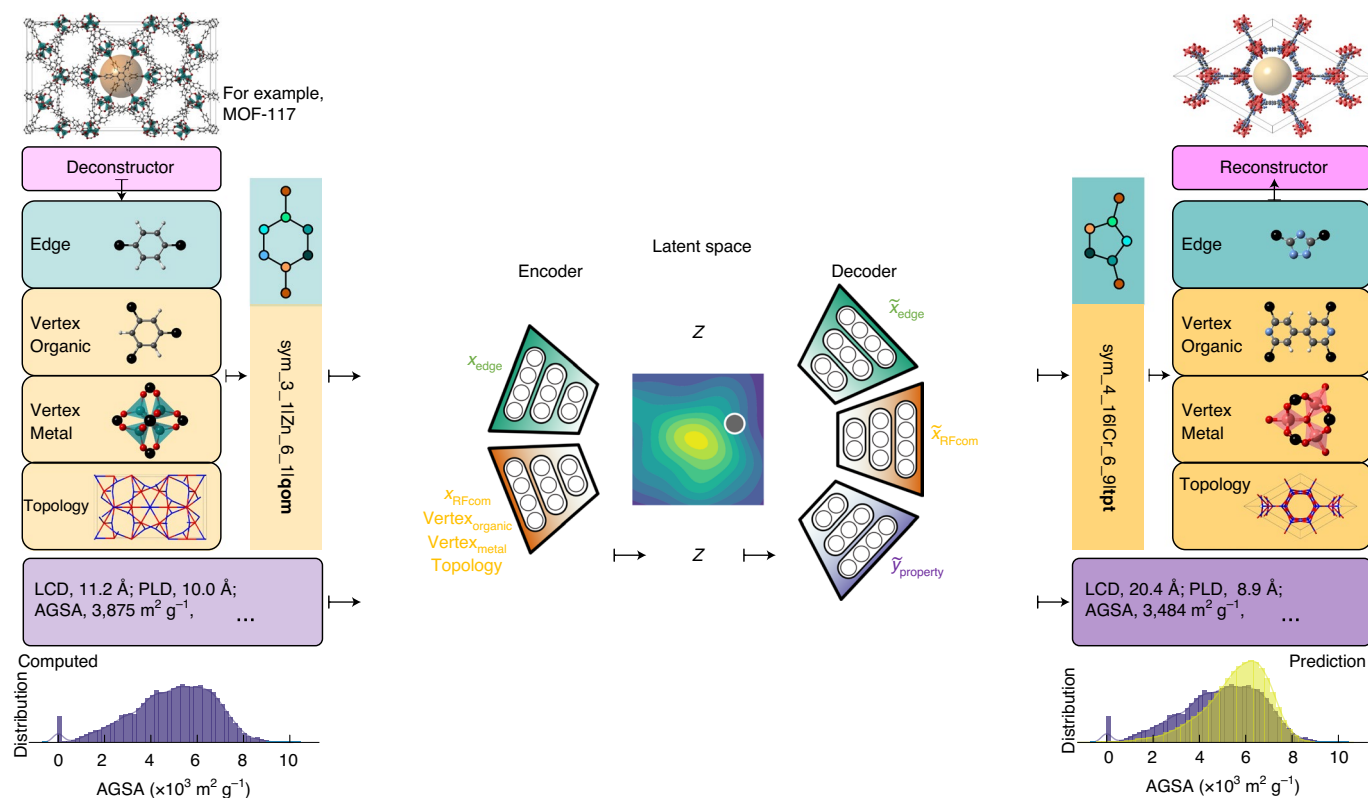 For example,
MOF-117
Deconstructor
Edge
Vertex
Organic
Vertex
Metal
Topology
sym_3_1|Zn_6_1|qom
LCD, 11.2 Å; PLD, 10.0 Å;
AGSA, 3,875 m² g⁻¹, ...
Computed
Distribution
0 2 4 6 8 10
AGSA (×10³ m² g⁻¹)
Encoder
x_edge
x_RFcom
Vertex_organic
Vertex_metal
Topology
Latent space
Z
Z
Decoder
x̃_edge
x̃_RFcom
ỹ_property
sym_4_16|Cr_6_9|tpt
Reconstructor
Edge
Vertex
Organic
Vertex
Metal
Topology
LCD, 20.4 Å; PLD, 8.9 Å;
AGSA, 3,484 m² g⁻¹, ...
Prediction
Distribution
0 2 4 6 8 10
AGSA (×10³ m² g⁻¹)